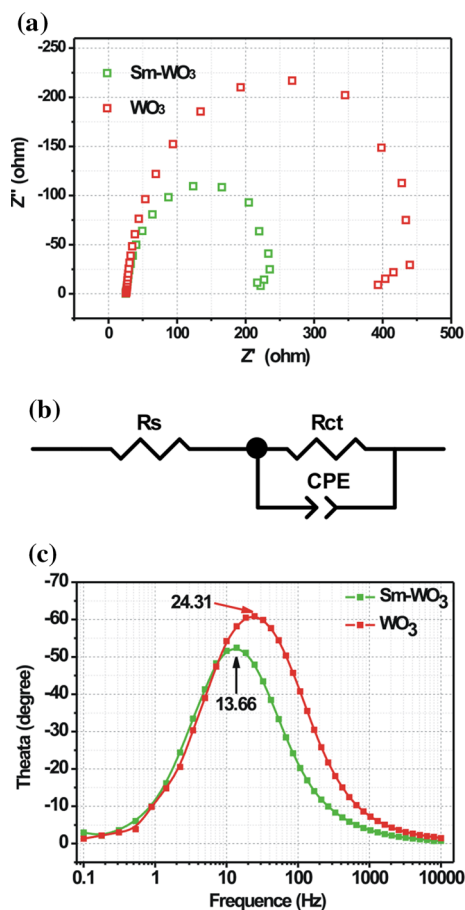 (a)
-250
-200
-150
-100
-50
0
Z'' (ohm)
Sm-WO3
WO3
0 100 200 300 400 500
Z' (ohm)
(b)
Rs
Rct
CPE
(c)
-70
-60
-50
-40
-30
-20
-10
0
Theata (degree)
24.31
13.66
Sm-WO3
WO3
0.1 1 10 100 1000 10000
Frequence (Hz)